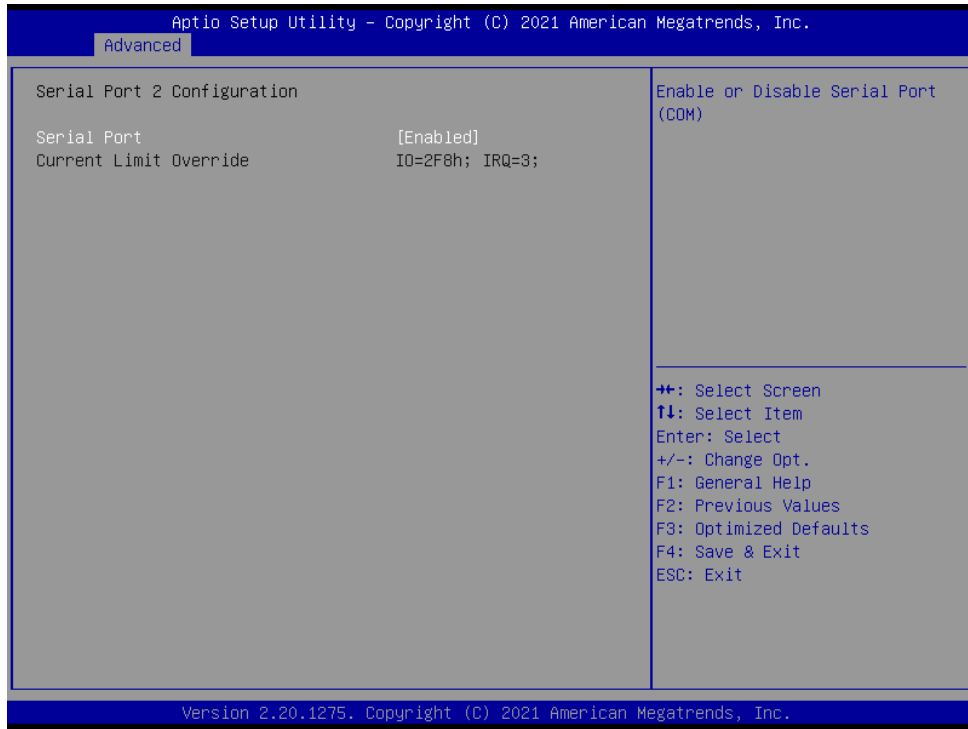 Aptio Setup Utility – Copyright (C) 2021 American Megatrends, Inc.
Advanced
Serial Port 2 Configuration
Serial Port [Enabled]
Current Limit Override IO=2F8h; IRQ=3;
Enable or Disable Serial Port
(COM)
→←: Select Screen
↑↓: Select Item
Enter: Select
+/-: Change Opt.
F1: General Help
F2: Previous Values
F3: Optimized Defaults
F4: Save & Exit
ESC: Exit
Version 2.20.1275. Copyright (C) 2021 American Megatrends, Inc.